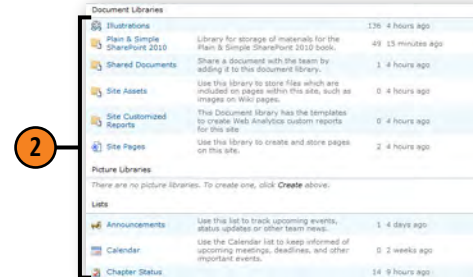 Document Libraries
Illustrations 136 4 hours ago
Plain & Simple SharePoint 2010 Library for storage of materials for the Plain & Simple SharePoint 2010 book. 49 15 minutes ago
Shared Documents Share a document with the team by adding it to this document library. 1 4 hours ago
Site Assets Use this library to store files which are included on pages within this site, such as images on Wiki pages. 0 4 hours ago
Site Customized Reports This Document library has the templates to create Web Analytics custom reports for this site 0 4 hours ago
2
Site Pages Use this library to create and store pages on this site. 2 4 hours ago
Picture Libraries
There are no picture libraries. To create one, click Create above.
Lists
Announcements Use this list to track upcoming events, status updates or other team news. 1 4 days ago
Calendar Use the Calendar list to keep informed of upcoming meetings, deadlines, and other important events. 0 2 weeks ago
Chapter Status 14 9 hours ago